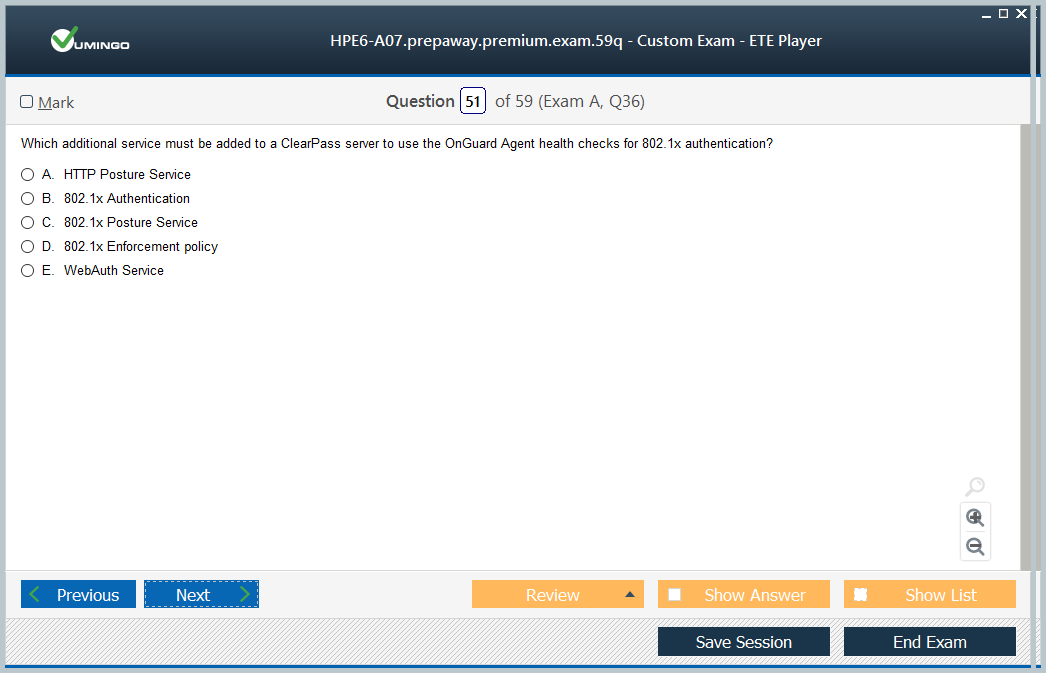 HPE6-A07.prepaway.premium.exam.59q - Custom Exam - ETE Player
VUMINGO
Mark
Question 51 of 59 (Exam A, Q36)
Which additional service must be added to a ClearPass server to use the OnGuard Agent health checks for 802.1x authentication?
A. HTTP Posture Service
B. 802.1x Authentication
C. 802.1x Posture Service
D. 802.1x Enforcement policy
E. WebAuth Service
Previous
Next
Review
Show Answer
Show List
Save Session
End Exam